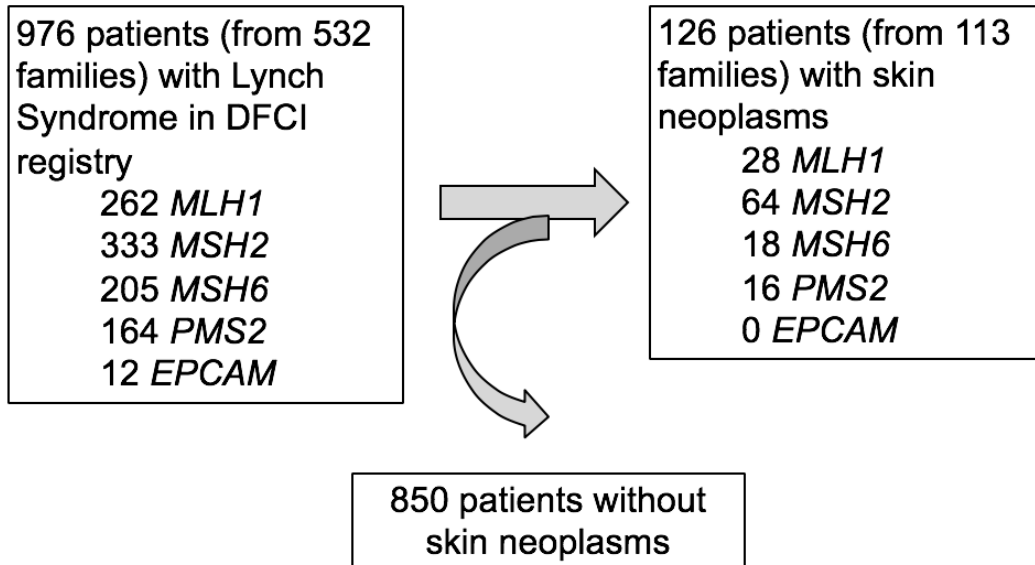 976 patients (from 532
families) with Lynch
Syndrome in DFCI
registry
262 MLH1
333 MSH2
205 MSH6
164 PMS2
12 EPCAM
126 patients (from 113
families) with skin
neoplasms
28 MLH1
64 MSH2
18 MSH6
16 PMS2
0 EPCAM
850 patients without
skin neoplasms